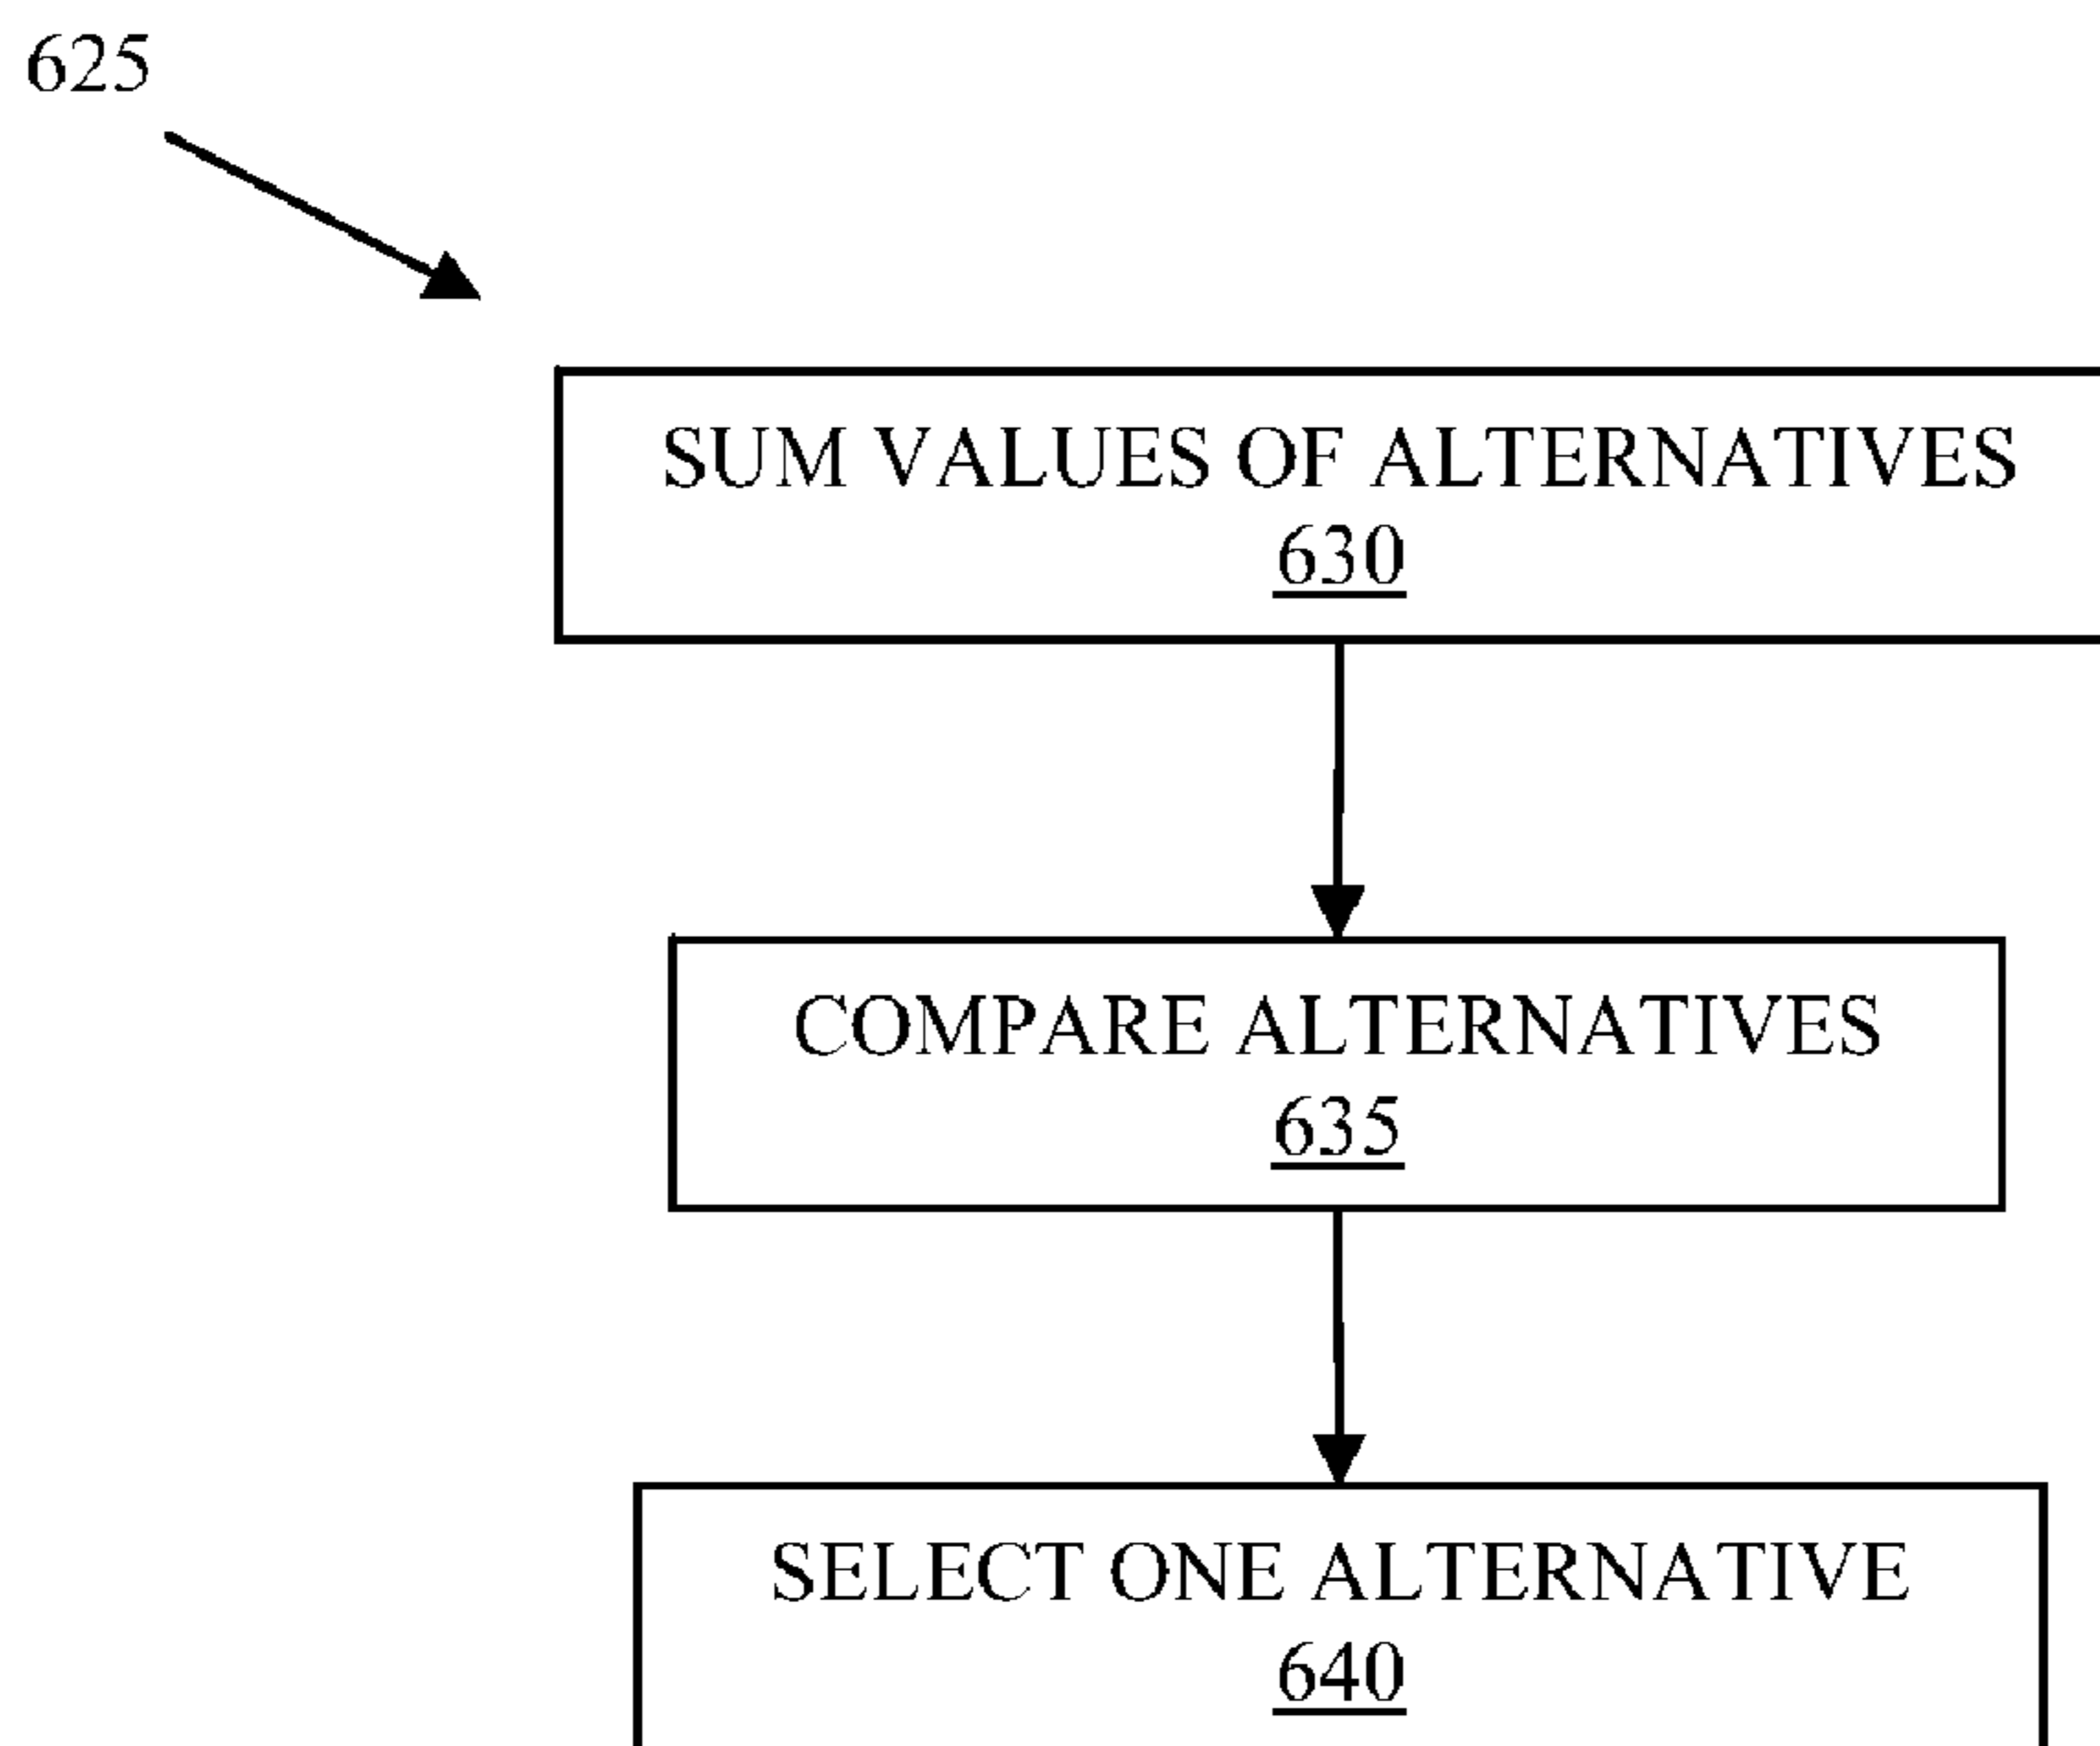 625
SUM VALUES OF ALTERNATIVES
630
COMPARE ALTERNATIVES
635
SELECT ONE ALTERNATIVE
640